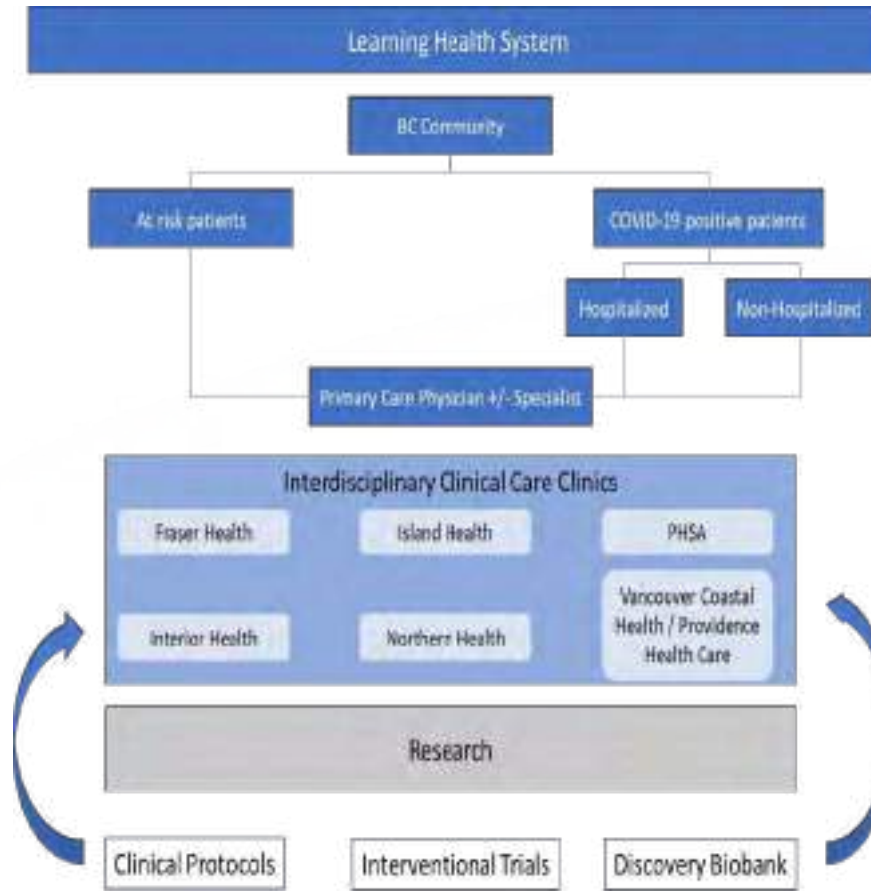 Learning Health System
BC Community
At risk patients
COVID-19 positive patients
Hospitalized
Non-Hospitalized
Primary Care Physician +/- Specialist
Interdisciplinary Clinical Care Clinics
Fraser Health
Island Health
PHSA
Interior Health
Northern Health
Vancouver Coastal
Health / Providence
Health Care
Research
Clinical Protocols
Interventional Trials
Discovery Biobank